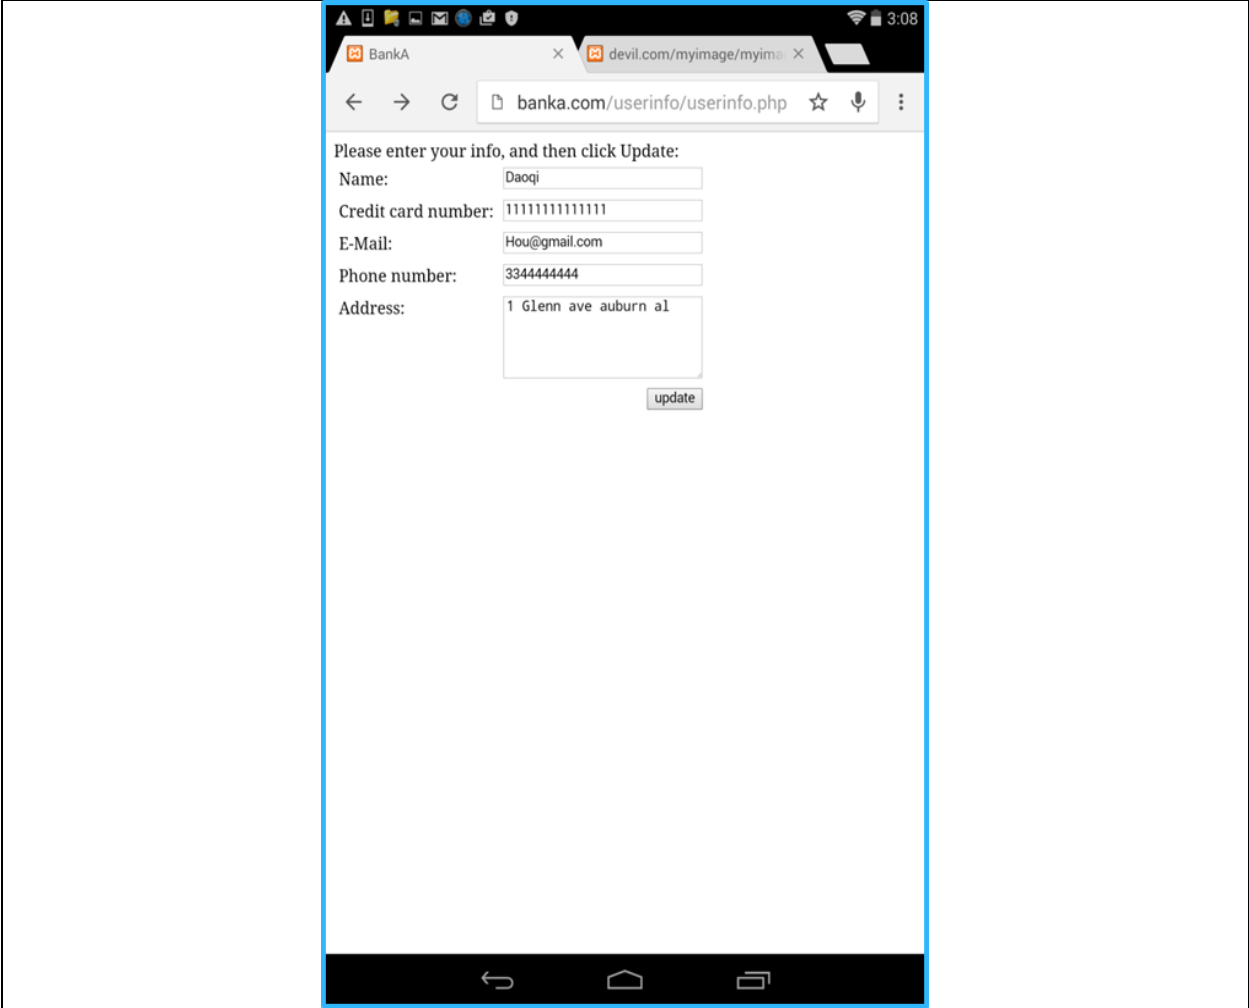 3:08
BankA
devil.com/myimage/myima
banka.com/userinfo/userinfo.php
Please enter your info, and then click Update:
Name: Daoqi
Credit card number: 11111111111111
E-Mail: Hou@gmail.com
Phone number: 3344444444
Address: 1 Glenn ave auburn al
update